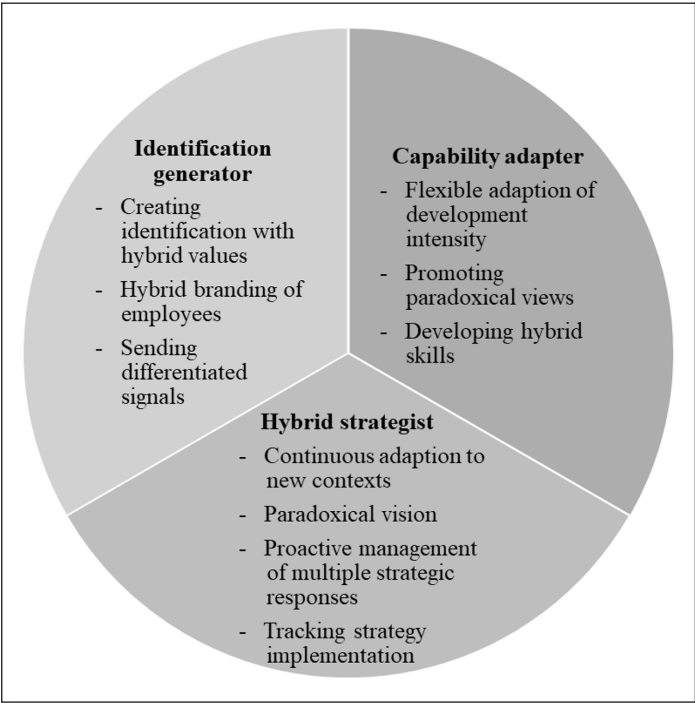 Identification
generator
- Creating
identification with
hybrid values
- Hybrid branding of
employees
- Sending
differentiated
signals
Capability adapter
- Flexible adaption of
development
intensity
- Promoting
paradoxical views
- Developing hybrid
skills
Hybrid strategist
- Continuous adaption to
new contexts
- Paradoxical vision
- Proactive management
of multiple strategic
responses
- Tracking strategy
implementation